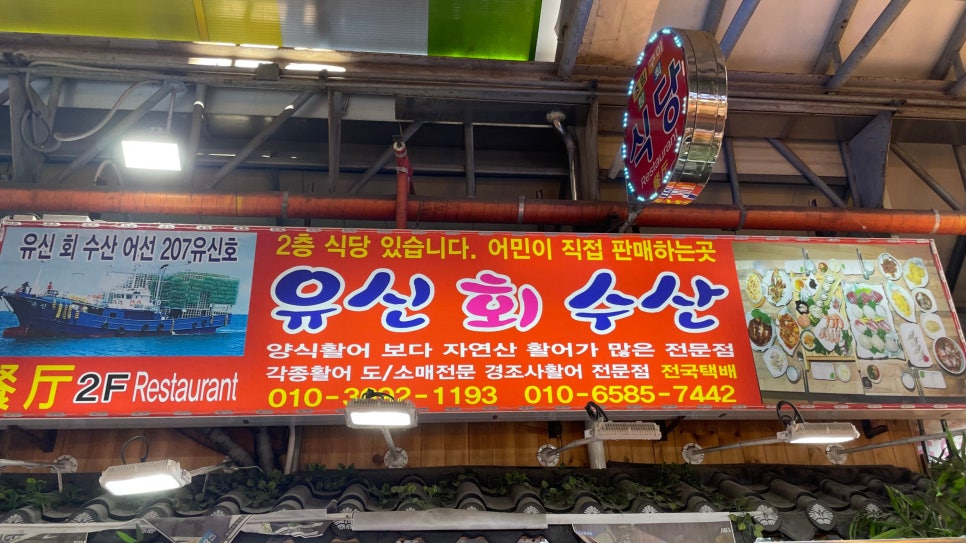 식당
Restaurant
유신 회 수산 어선 207유신호
2층 식당 있습니다. 어민이 직접 판매하는곳
유신 회 수산
양식활어 보다 자연산 활어가 많은 전문점
각종활어 도/소매전문 경조사활어 전문점 전국택배
餐厅 2F Restaurant
010-6585-7442